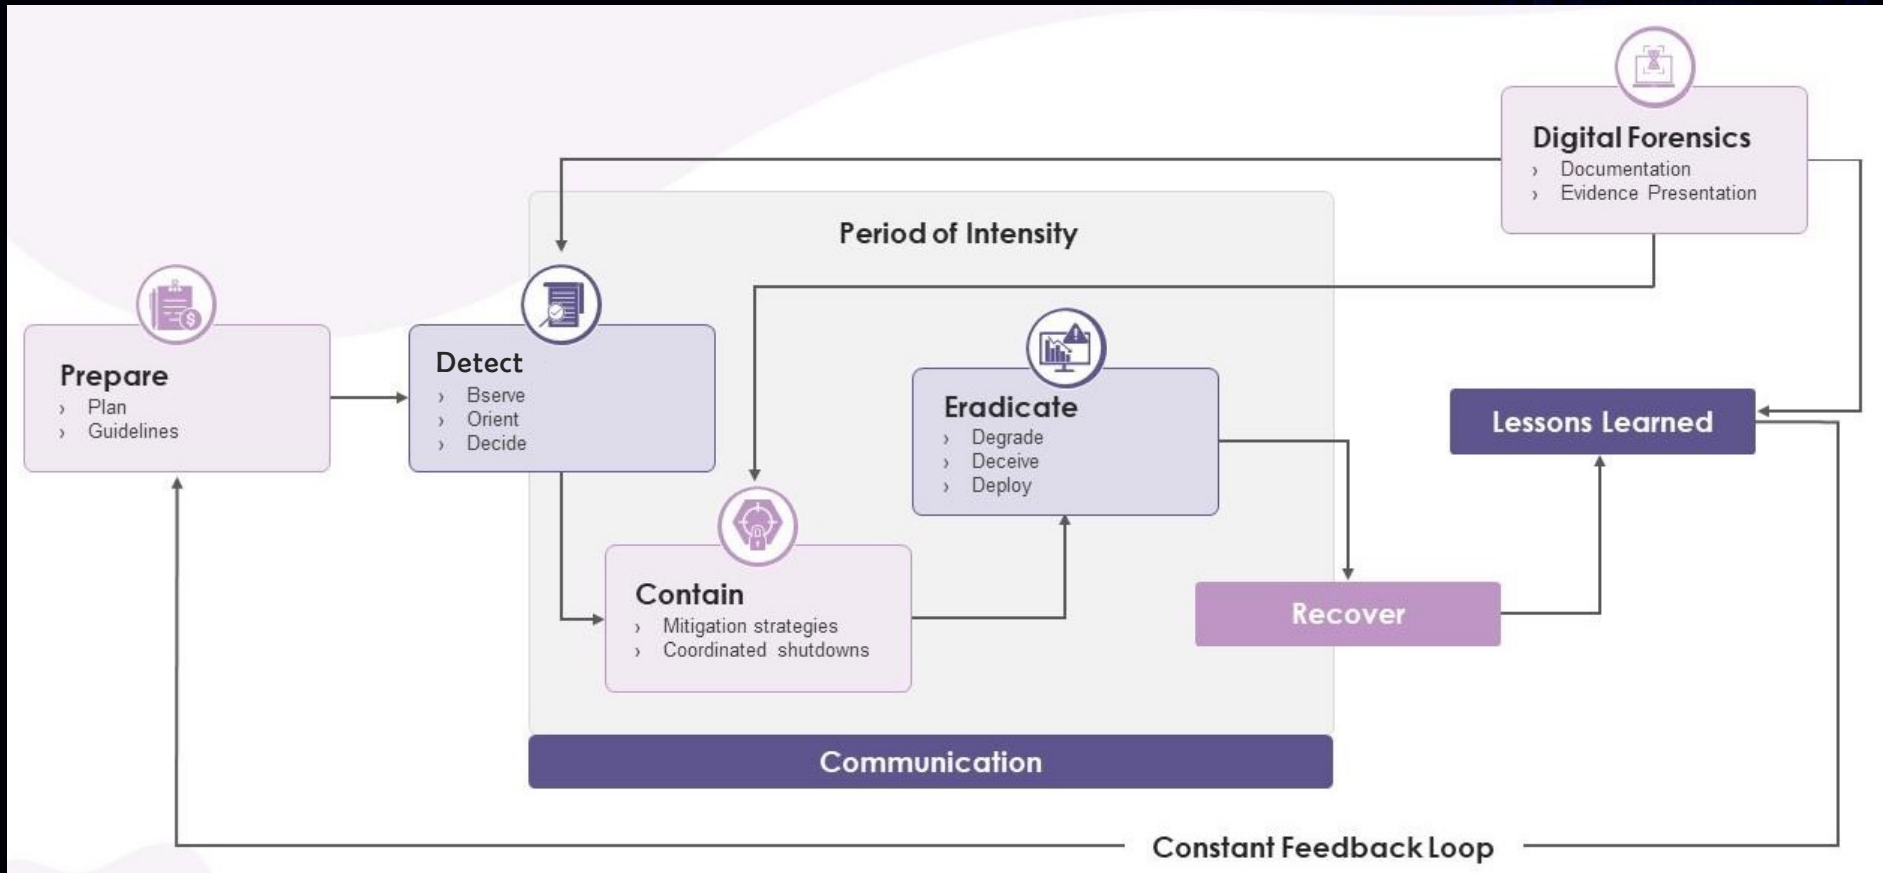 Digital Forensics
› Documentation
› Evidence Presentation
Period of Intensity
Prepare
› Plan
› Guidelines
Detect
› Bserve
› Orient
› Decide
Eradicate
› Degrade
› Deceive
› Deploy
Lessons Learned
Contain
› Mitigation strategies
› Coordinated shutdowns
Recover
Communication
Constant Feedback Loop